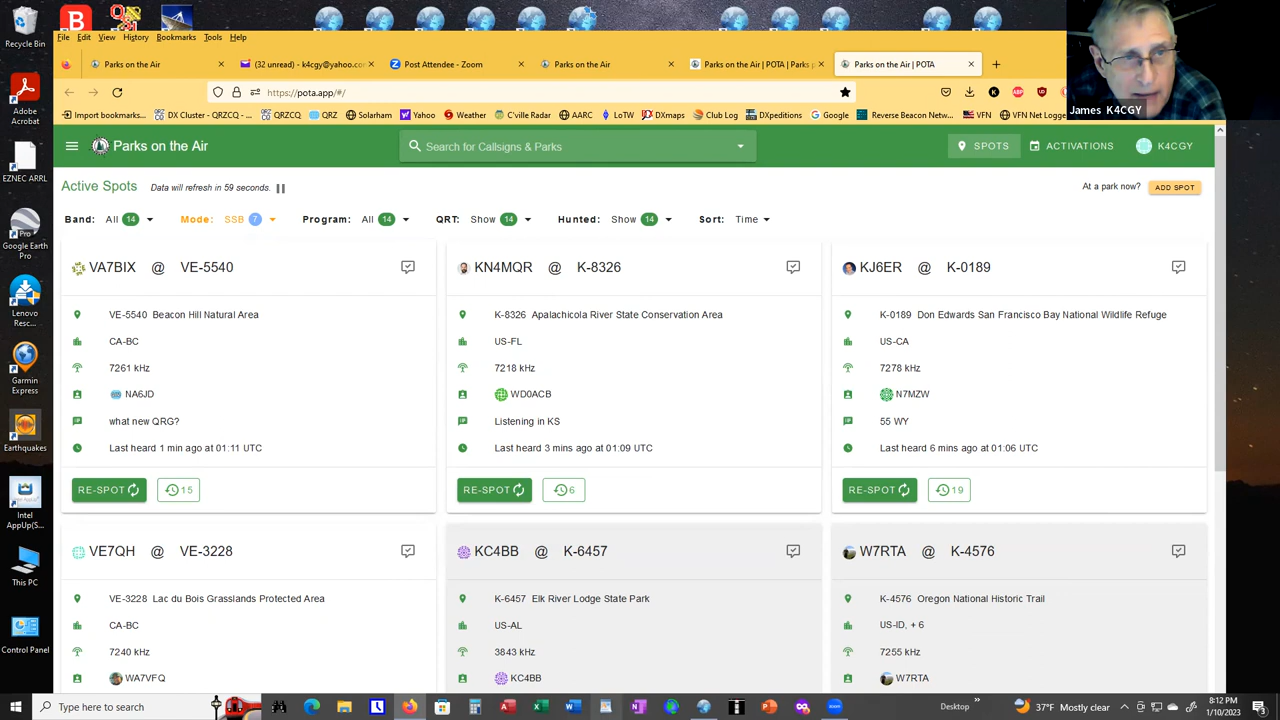 Recycle Bin
File Edit View History Bookmarks Tools Help
Parks on the Air
(32 unread) - k4cgy@yahoo.co
Post Attendee - Zoom
Parks on the Air
Parks on the Air | POTA | Parks
Parks on the Air | POTA
https://pota.app/#/
Import bookmarks... DX Cluster - QRZCQ - ... QRZCQ QRZ Solarham Yahoo Weather C'ville Radar AARC LoTW DXmaps Club Log DXpeditions Google Reverse Beacon Net... VFN VFN Net Logger
James K4CGY
Adobe Acrobat
EZNEC ARRL
Google Earth Pro
Lenovo Resc...
Garmin Express
Earthquakes
Intel AppUp(S...
This PC
Control Panel
Parks on the Air
Search for Callsigns & Parks
SPOTS
ACTIVATIONS
K4CGY
Active Spots Data will refresh in 59 seconds.
At a park now? ADD SPOT
Band: All 14 Mode: SSB 7 Program: All 14 QRT: Show 14 Hunted: Show 14 Sort: Time
VA7BIX @ VE-5540
VE-5540 Beacon Hill Natural Area
CA-BC
7261 kHz
NA6JD
what new QRG?
Last heard 1 min ago at 01:11 UTC
RE-SPOT 15
KN4MQR @ K-8326
K-8326 Apalachicola River State Conservation Area
US-FL
7218 kHz
WD0ACB
Listening in KS
Last heard 3 mins ago at 01:09 UTC
RE-SPOT 6
KJ6ER @ K-0189
K-0189 Don Edwards San Francisco Bay National Wildlife Refuge
US-CA
7278 kHz
N7MZW
55 WY
Last heard 6 mins ago at 01:06 UTC
RE-SPOT 19
VE7QH @ VE-3228
VE-3228 Lac du Bois Grasslands Protected Area
CA-BC
7240 kHz
WA7VFQ
KC4BB @ K-6457
K-6457 Elk River Lodge State Park
US-AL
3843 kHz
KC4BB
W7RTA @ K-4576
K-4576 Oregon National Historic Trail
US-ID, + 6
7255 kHz
W7RTA
Type here to search
Desktop
37°F Mostly clear
8:12 PM
1/10/2023